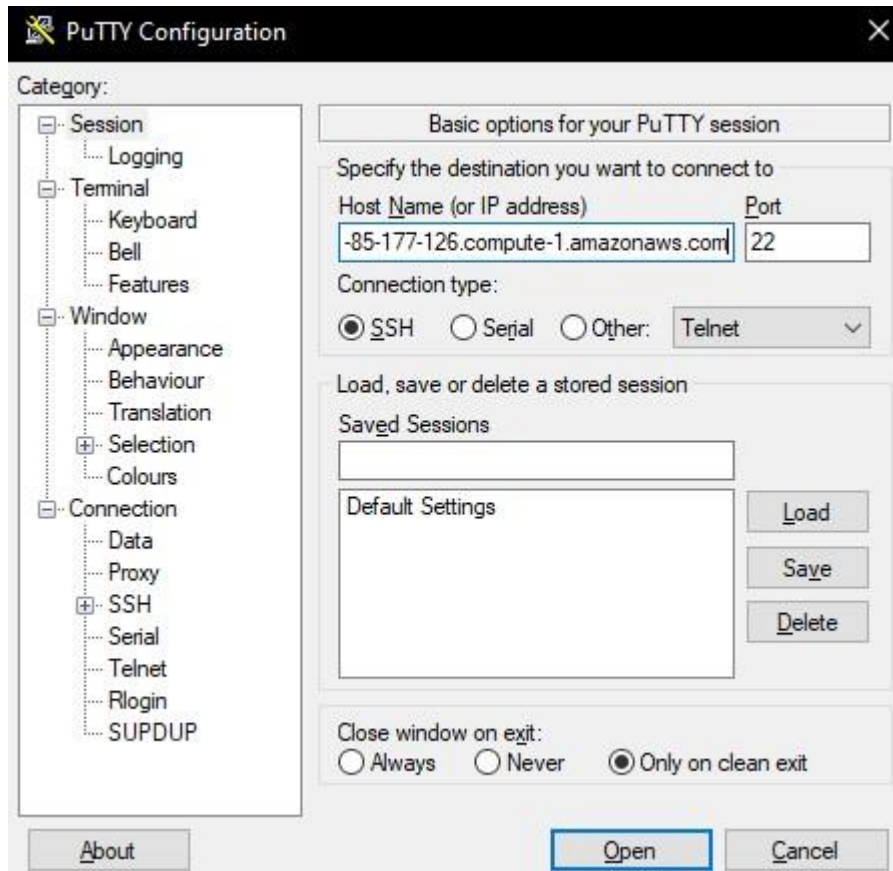 PuTTY Configuration
Category:
Session
Logging
Terminal
Keyboard
Bell
Features
Window
Appearance
Behaviour
Translation
Selection
Colours
Connection
Data
Proxy
SSH
Serial
Telnet
Rlogin
SUPDUP
Basic options for your PuTTY session
Specify the destination you want to connect to
Host Name (or IP address) Port
-85-177-126.compute-1.amazonaws.com 22
Connection type:
SSH Serial Other: Telnet
Load, save or delete a stored session
Saved Sessions
Default Settings
Load
Save
Delete
Close window on exit:
Always Never Only on clean exit
About Open Cancel